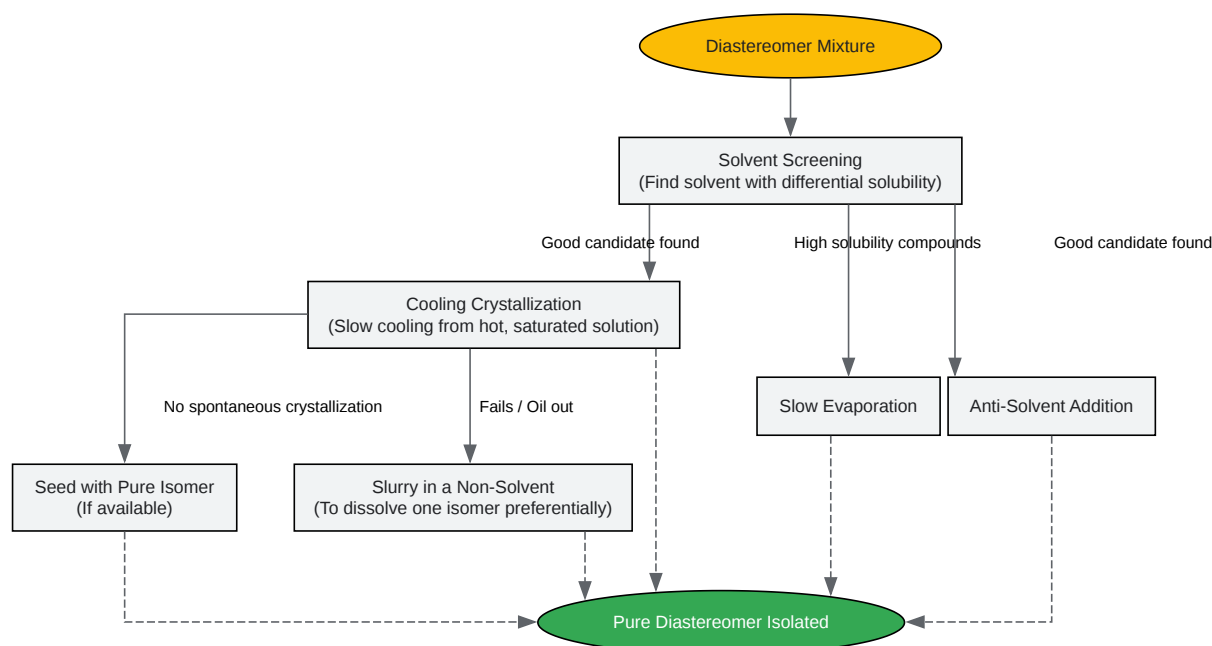 Diastereomer Mixture
Solvent Screening
(Find solvent with differential solubility)
Good candidate found
High solubility compounds
Good candidate found
Cooling Crystallization
(Slow cooling from hot, saturated solution)
No spontaneous crystallization
Fails / Oil out
Slow Evaporation
Anti-Solvent Addition
Seed with Pure Isomer
(If available)
Slurry in a Non-Solvent
(To dissolve one isomer preferentially)
Pure Diastereomer Isolated